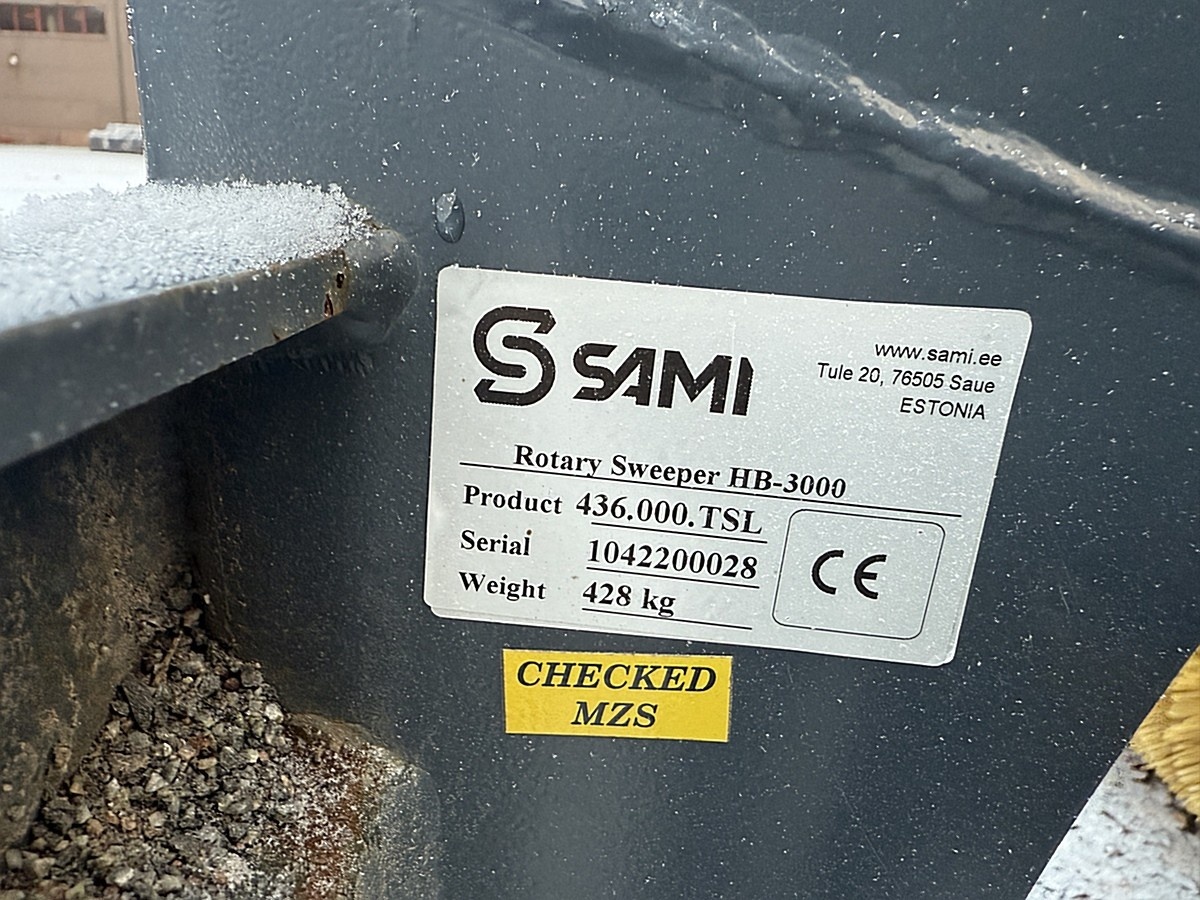 S SAMI
www.sami.ee
Tule 20, 76505 Saue
ESTONIA
Rotary Sweeper HB-3000
Product 436.000.TSL
Serial 1042200028
Weight 428 kg
CE
CHECKED
MZS